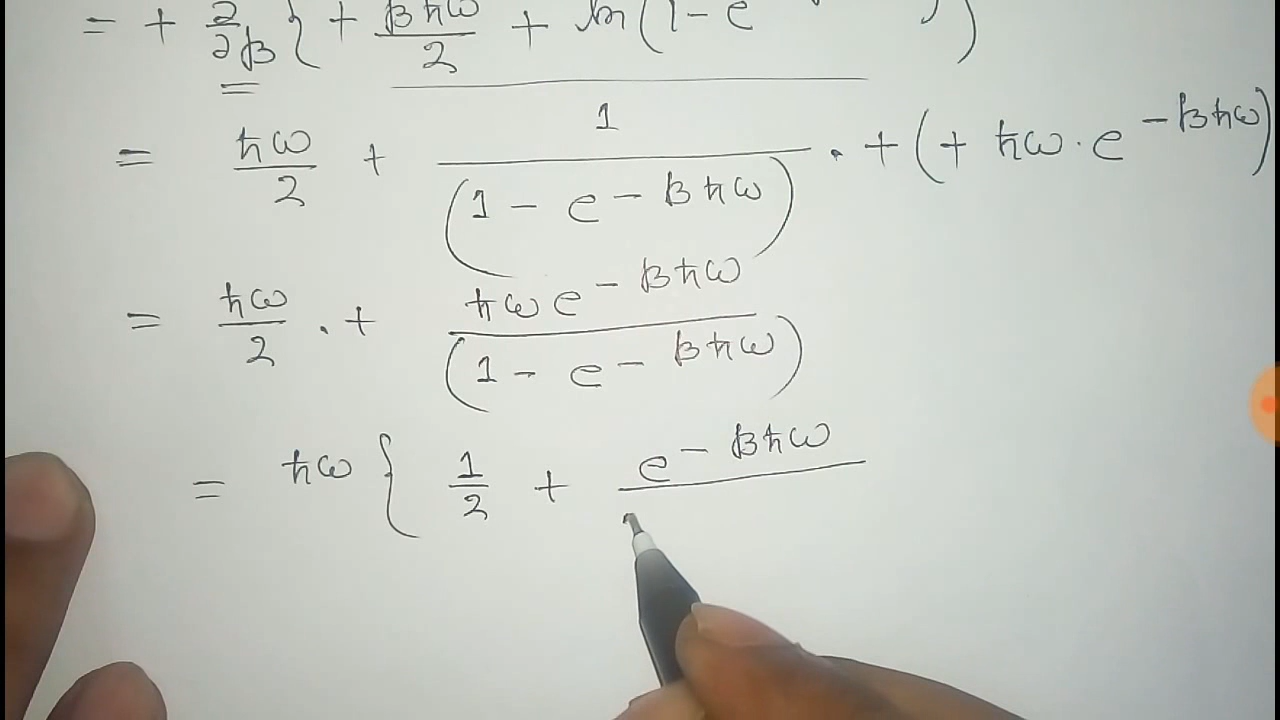 = + ∂/∂β { + βħω/2 + ln(1 - e
= ħω/2 + 1/(1 - e^{-βħω}) . + (+ ħω · e^{-βħω})
= ħω/2 . + ħω e^{-βħω}/(1 - e^{-βħω})
= ħω { 1/2 + e^{-βħω}